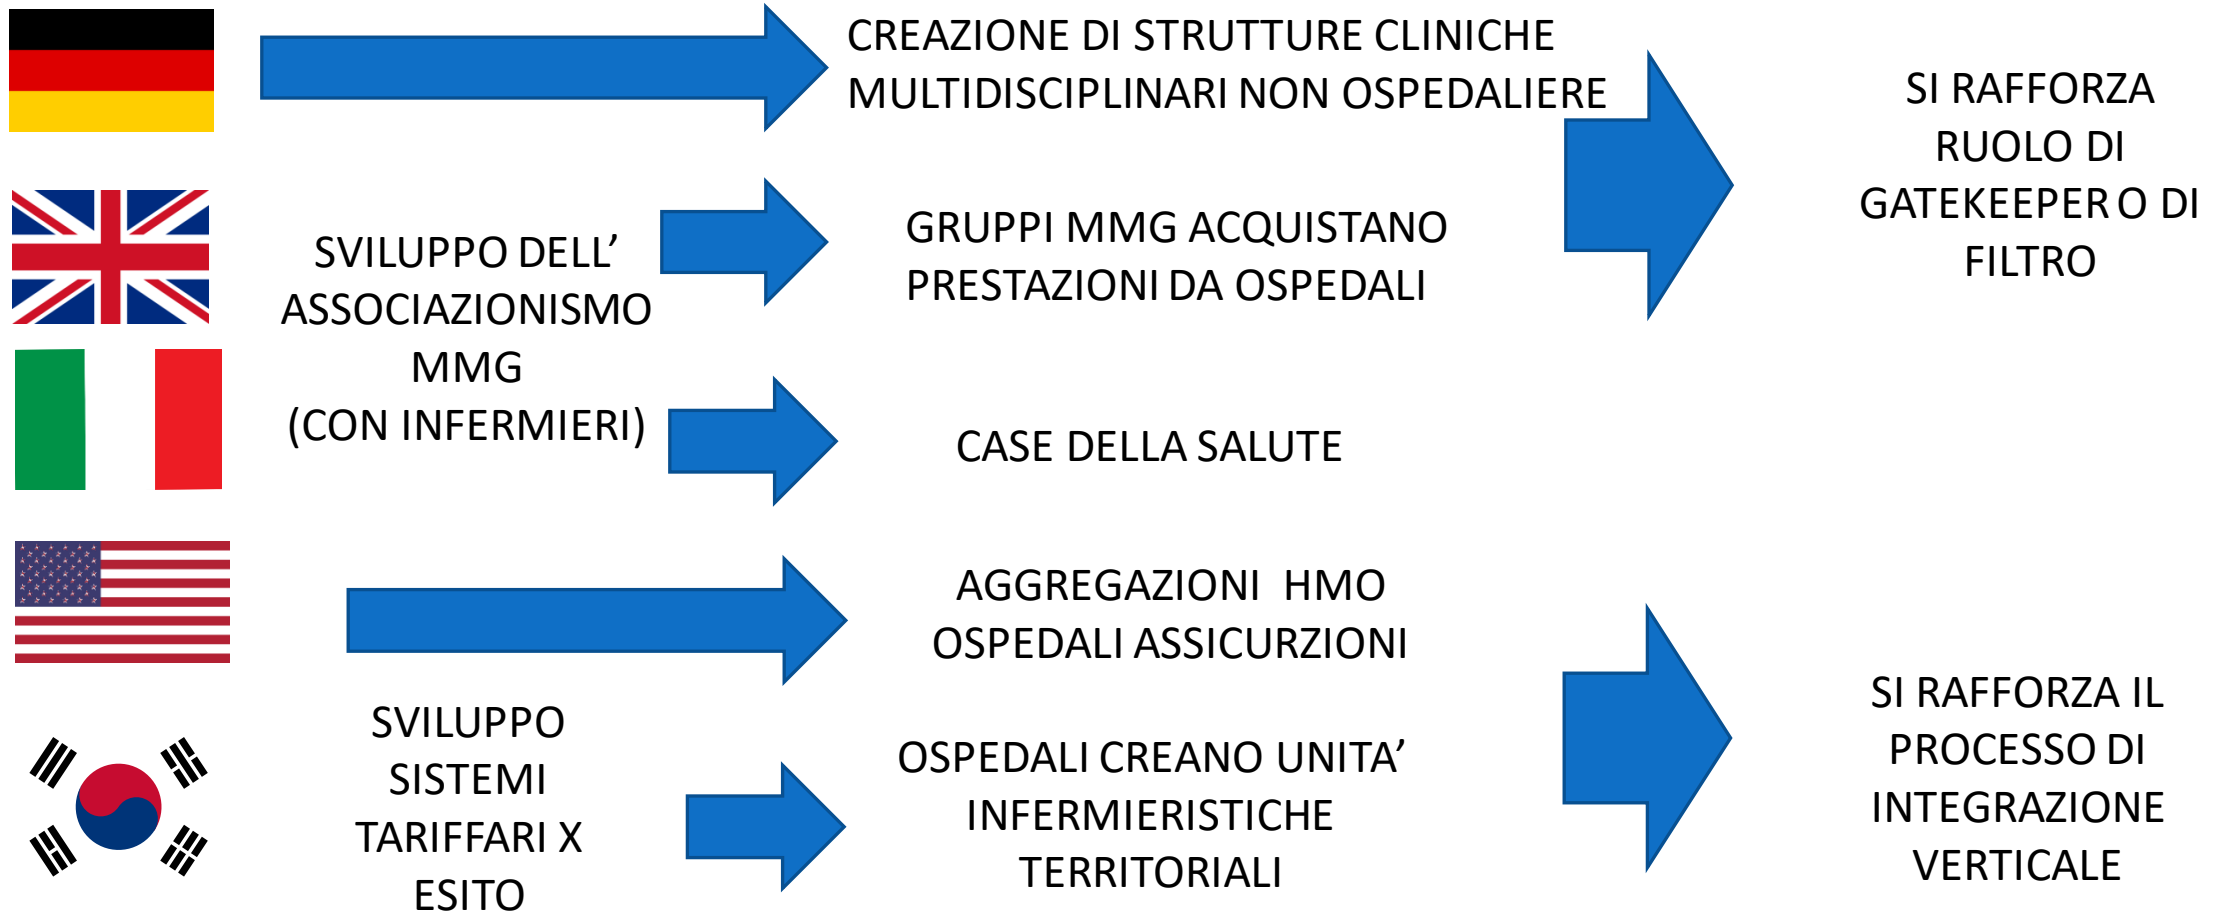 CREAZIONE DI STRUTTURE CLINICHE
MULTIDISCIPLINARI NON OSPEDALIERE
SI RAFFORZA
RUOLO DI
GATEKEEPER O DI
FILTRO
SVILUPPO DELL’
ASSOCIAZIONISMO
MMG
(CON INFERMIERI)
GRUPPI MMG ACQUISTANO
PRESTAZIONI DA OSPEDALI
CASE DELLA SALUTE
AGGREGAZIONI HMO
OSPEDALI ASSICURZIONI
SVILUPPO
SISTEMI
TARIFFARI X
ESITO
OSPEDALI CREANO UNITA’
INFERMIERISTICHE
TERRITORIALI
SI RAFFORZA IL
PROCESSO DI
INTEGRAZIONE
VERTICALE